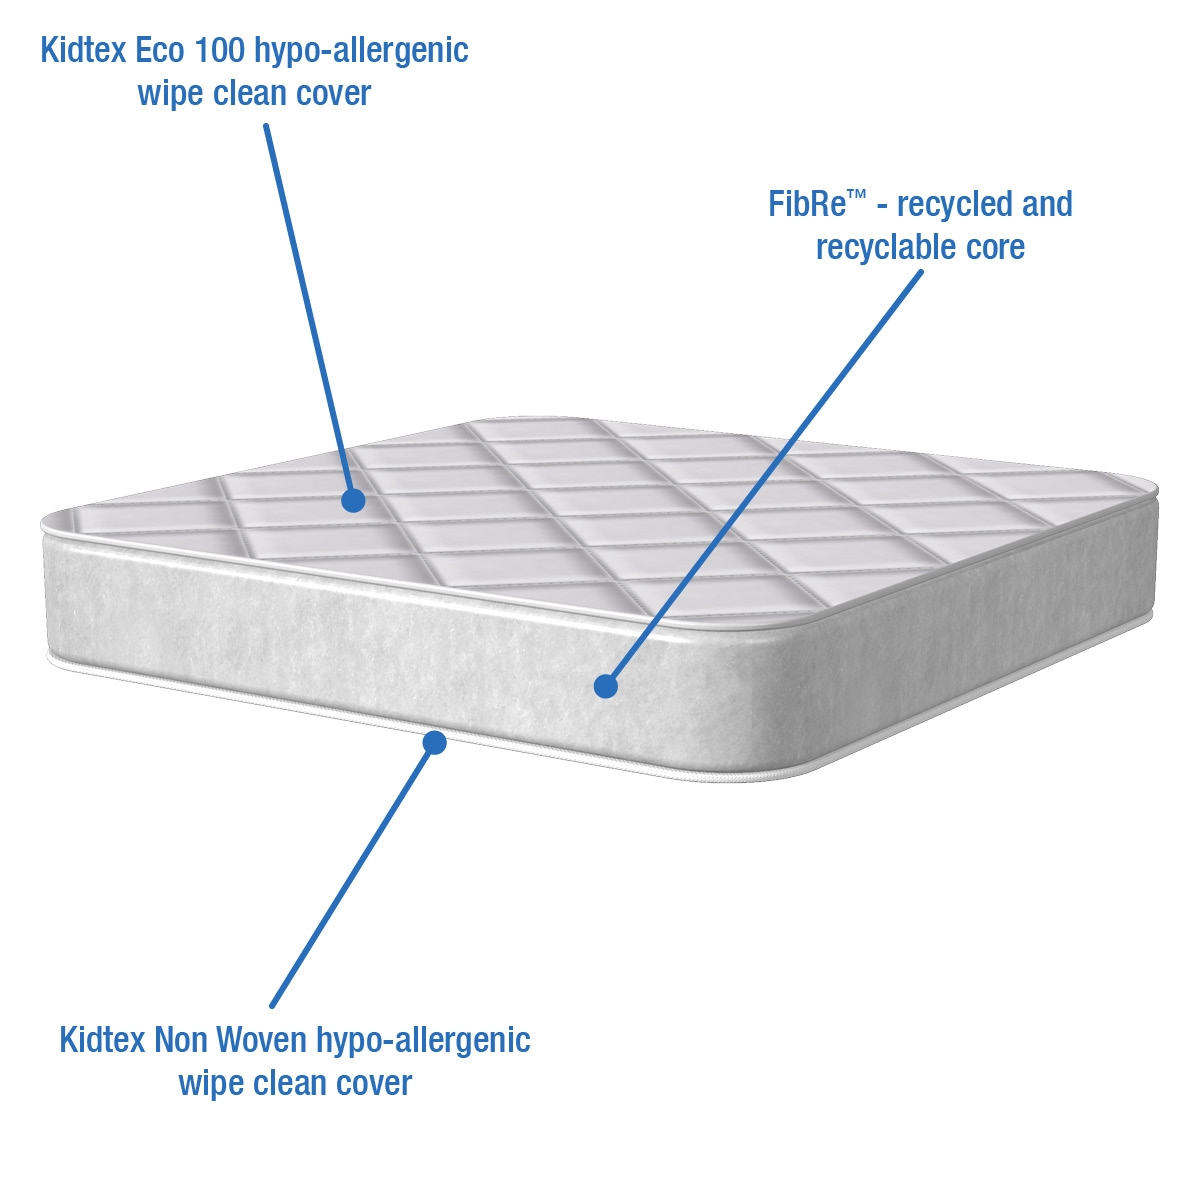 Kidtex Eco 100 hypo-allergenic
wipe clean cover
FibRe™ - recycled and
recyclable core
Kidtex Non Woven hypo-allergenic
wipe clean cover